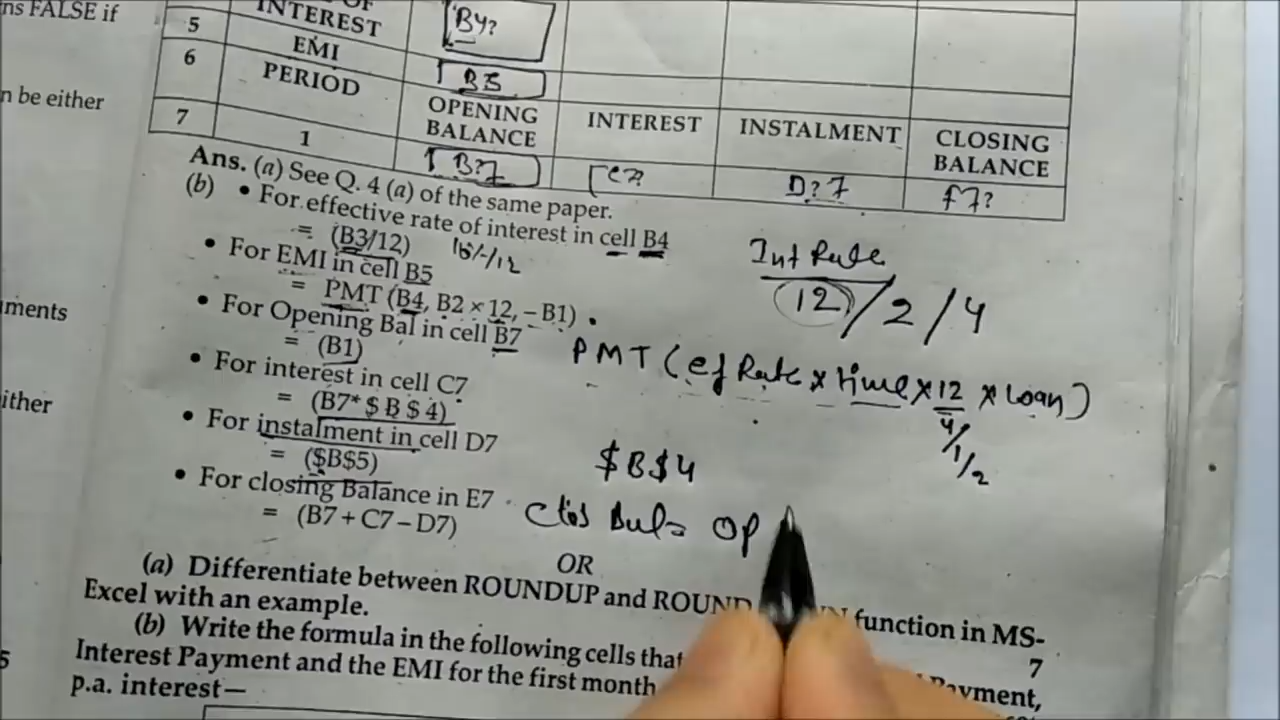 ns FALSE if
n be either
ments
ither
5
OF
INTEREST
B4?
5
EMI
B5
6
PERIOD
OPENING BALANCE
INTEREST
INSTALMENT
CLOSING BALANCE
7
1
B?7
C7?
D?7
F7?
Ans. (a) See Q. 4 (a) of the same paper.
(b) • For effective rate of interest in cell B4
= (B3/12)
• For EMI in cell B5
= PMT (B4, B2 × 12, – B1)
• For Opening Bal in cell B7
= (B1)
• For interest in cell C7
= (B7* $ B $ 4)
• For instalment in cell D7
= ($B$5)
• For closing Balance in E7
= (B7 + C7 – D7)
Int Rate
12 / 2 / 4
PMT (ef Rate × time × 12 × Loan)
4/1/2
$B$4
Clos Bal = Op
OR
(a) Differentiate between ROUNDUP and ROUND function in MS-
Excel with an example. 7
(b) Write the formula in the following cells that Payment,
Interest Payment and the EMI for the first month
p.a. interest—